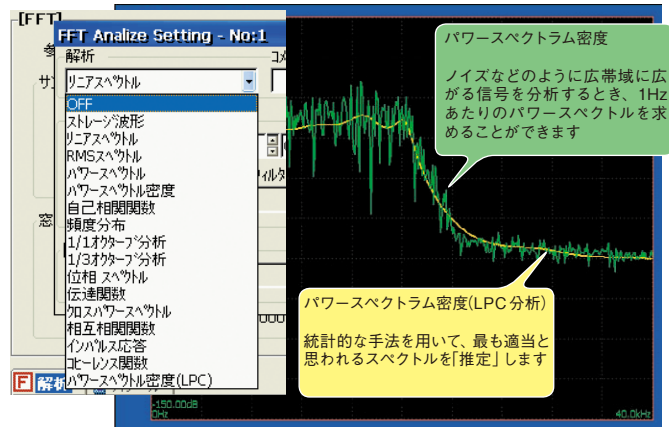 [FFT]
FFT Analize Setting - No:1
解析
リニアスペクトル
OFF
ストレージ波形
リニアスペクトル
RMSスペクトル
パワースペクトル
パワースペクトル密度
自己相関関数
頻度分布
1/1オクターブ分析
1/3オクターブ分析
位相 スペクトル
伝達関数
クロスパワースペクトル
相互相関関数
インパルス応答
コヒーレンス関数
パワースペクトル密度(LPC)
窓
F 解析
パワースペクトラム密度
ノイズなどのように広帯域に広
がる信号を分析するとき、1Hz
あたりのパワースペクトルを求
めることができます
パワースペクトラム密度(LPC 分析)
統計的な手法を用いて、最も適当と
思われるスペクトルを「推定」します
-150.00dB
0Hz
40.0kHz